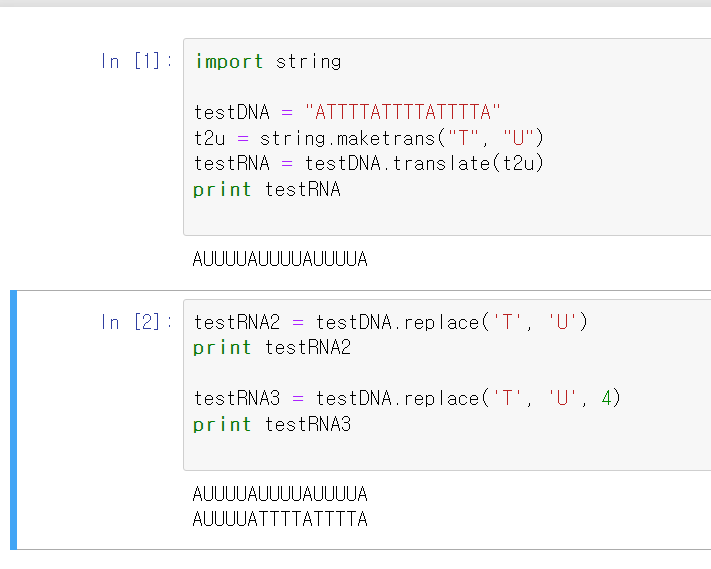 In [1]:
import string
testDNA = "ATTTTATTTTATTTTA"
t2u = string.maketrans("T", "U")
testRNA = testDNA.translate(t2u)
print testRNA
AUUUUAUUUUAUUUUA
In [2]:
testRNA2 = testDNA.replace('T', 'U')
print testRNA2
testRNA3 = testDNA.replace('T', 'U', 4)
print testRNA3
AUUUUAUUUUAUUUUA
AUUUUATTTTATTTTA